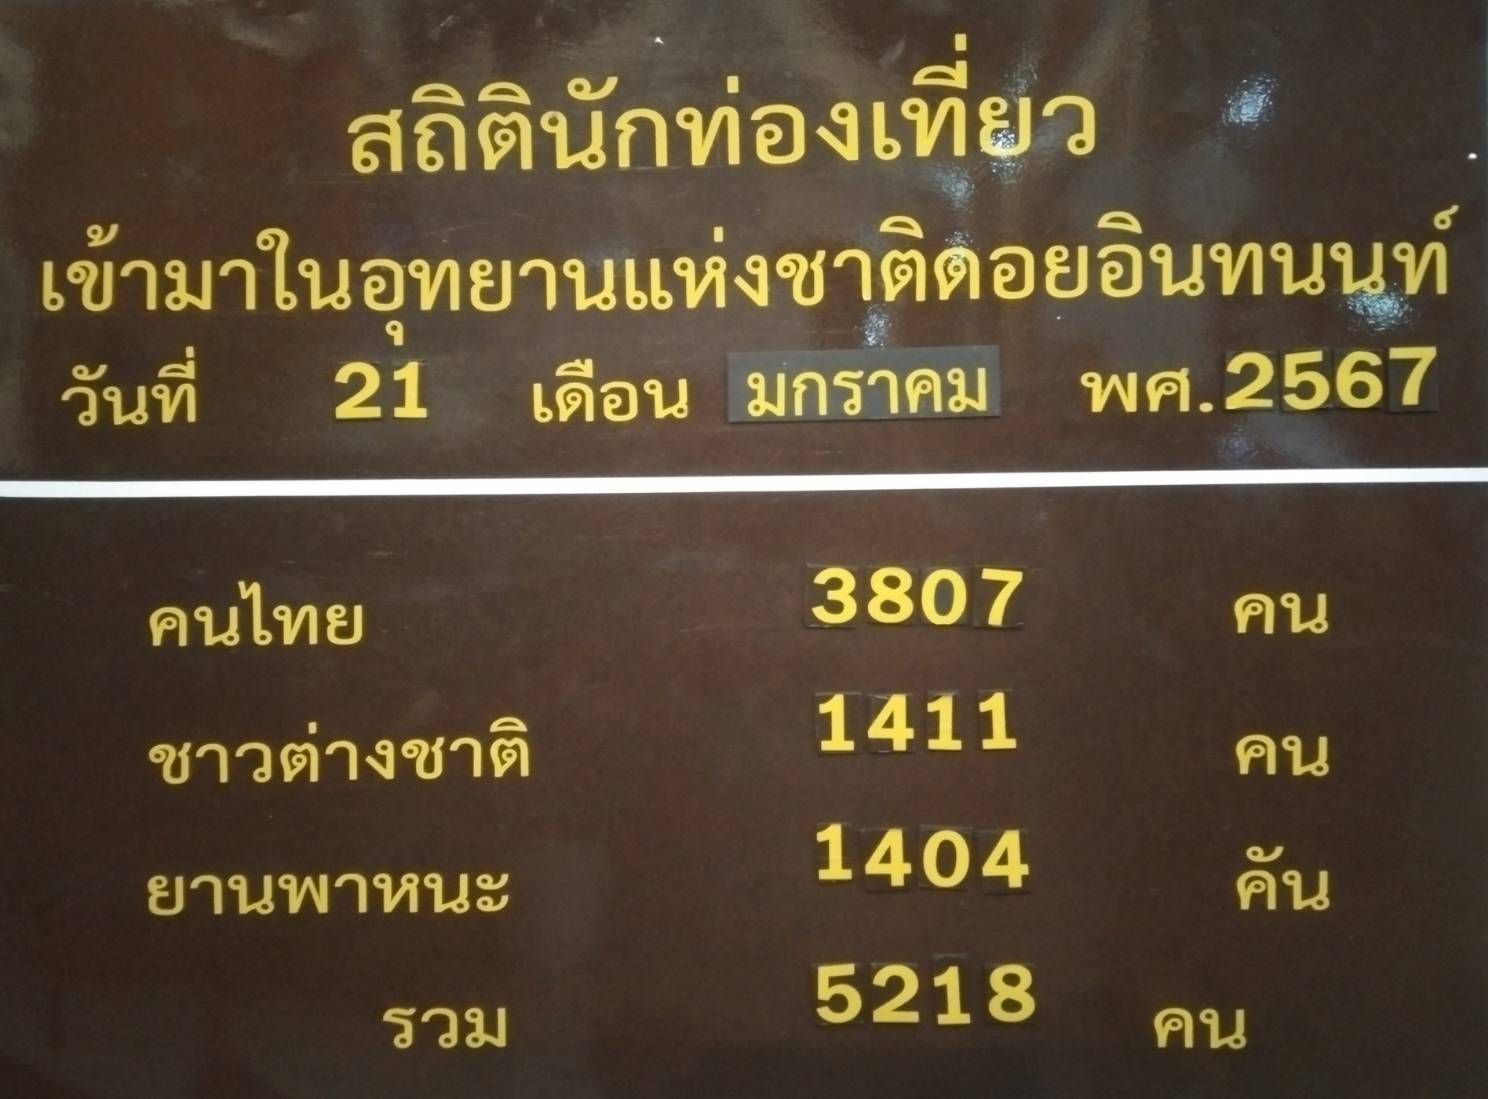 สถิตินักท่องเที่ยว
เข้ามาในอุทยานแห่งชาติดอยอินทนนท์
วันที่ 21 เดือน มกราคม พศ.2567
คนไทย 3807 คน
ชาวต่างชาติ 1411 คน
ยานพาหนะ 1404 คัน
รวม 5218 คน